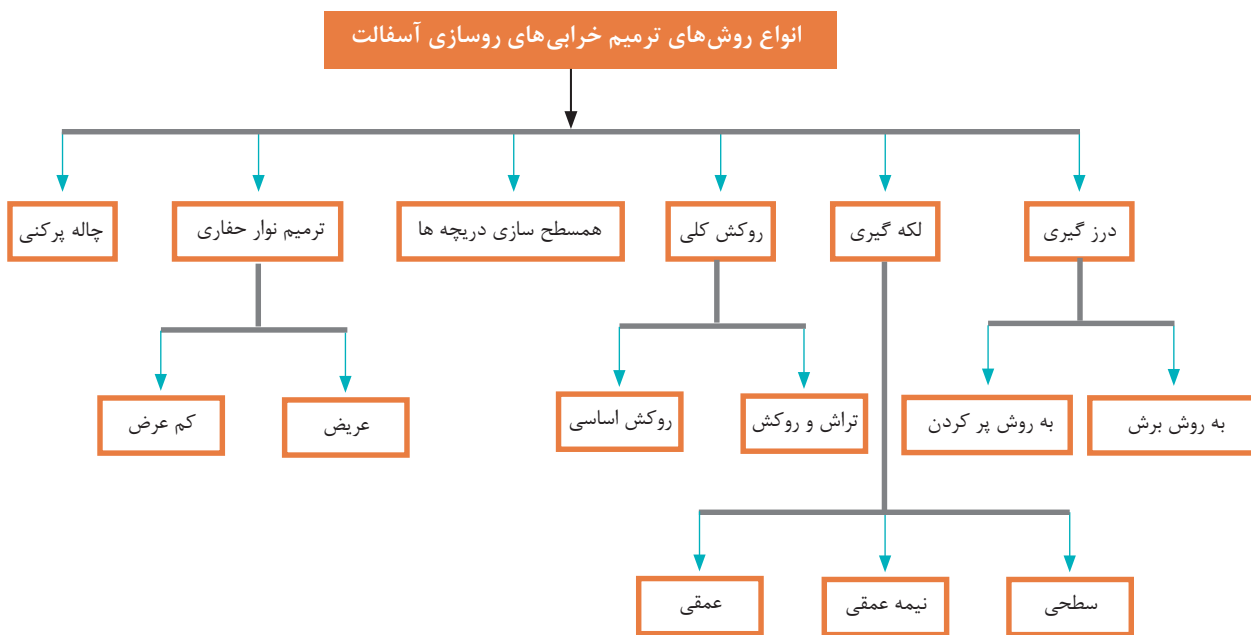 انواع روش‌های ترمیم خرابی‌های روسازی آسفالت
درز گیری
لکه گیری
روکش کلی
همسطح سازی دریچه ها
ترمیم نوار حفاری
چاله پرکنی
به روش برش
به روش پر کردن
تراش و روکش
روکش اساسی
عریض
کم عرض
سطحی
نیمه عمقی
عمقی